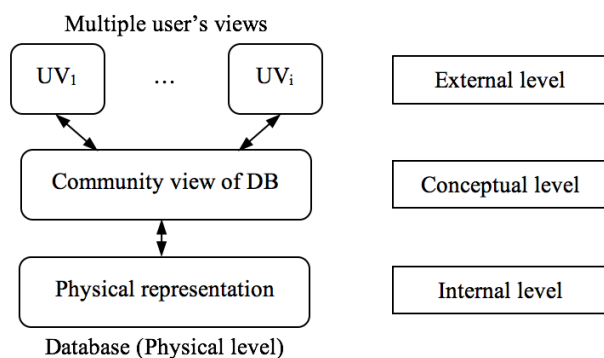 Multiple user’s views
UV₁ … UVᵢ External level
Community view of DB Conceptual level
Physical representation Internal level
Database (Physical level)